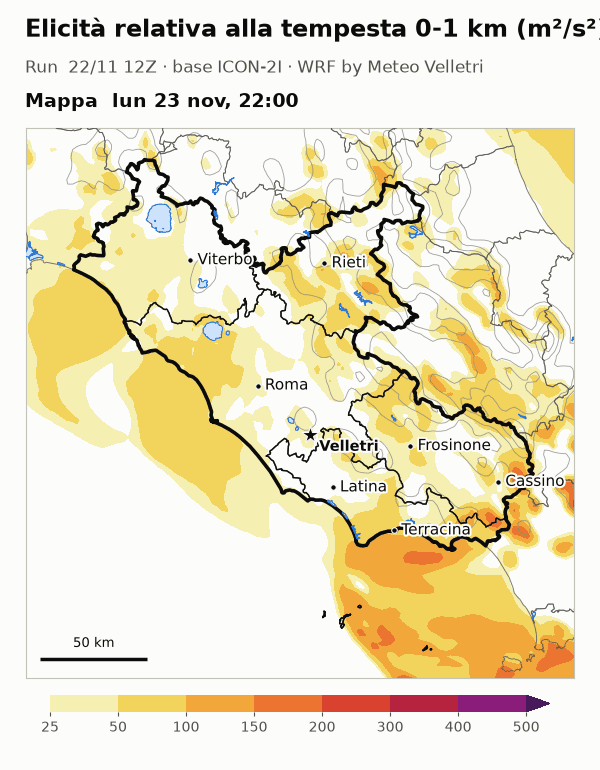 Elicità relativa alla tempesta 0-1 km (m²/s²)
Run 22/11 12Z · base ICON-2I · WRF by Meteo Velletri
Mappa lun 23 nov, 22:00
Viterbo
Rieti
Roma
Velletri
Frosinone
Cassino
Latina
Terracina
50 km
25 50 100 150 200 300 400 500